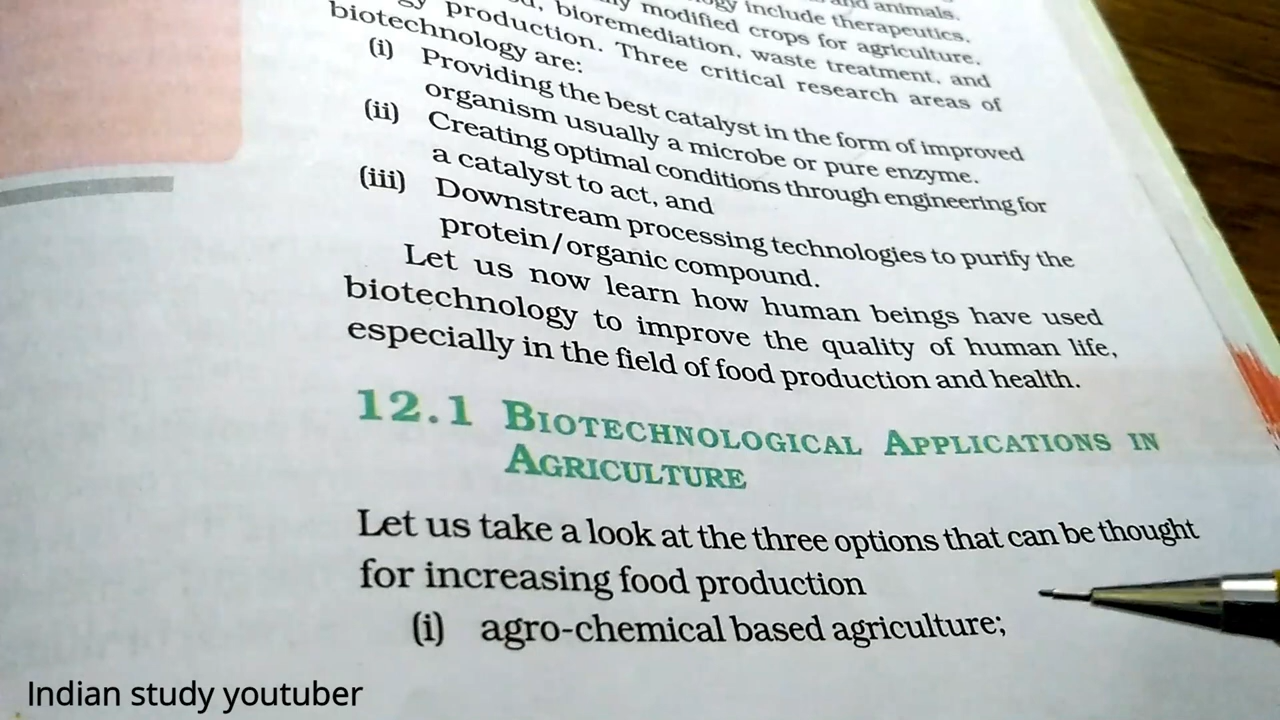 and animals.
include therapeutics,
modified crops for agriculture,
bioremediation, waste treatment, and
production. Three critical research areas of
biotechnology are:
(i) Providing the best catalyst in the form of improved
organism usually a microbe or pure enzyme.
(ii) Creating optimal conditions through engineering for
a catalyst to act, and
(iii) Downstream processing technologies to purify the
protein/organic compound.
Let us now learn how human beings have used
biotechnology to improve the quality of human life,
especially in the field of food production and health.
12.1 BIOTECHNOLOGICAL APPLICATIONS IN
AGRICULTURE
Let us take a look at the three options that can be thought
for increasing food production
(i) agro-chemical based agriculture;
Indian study youtuber